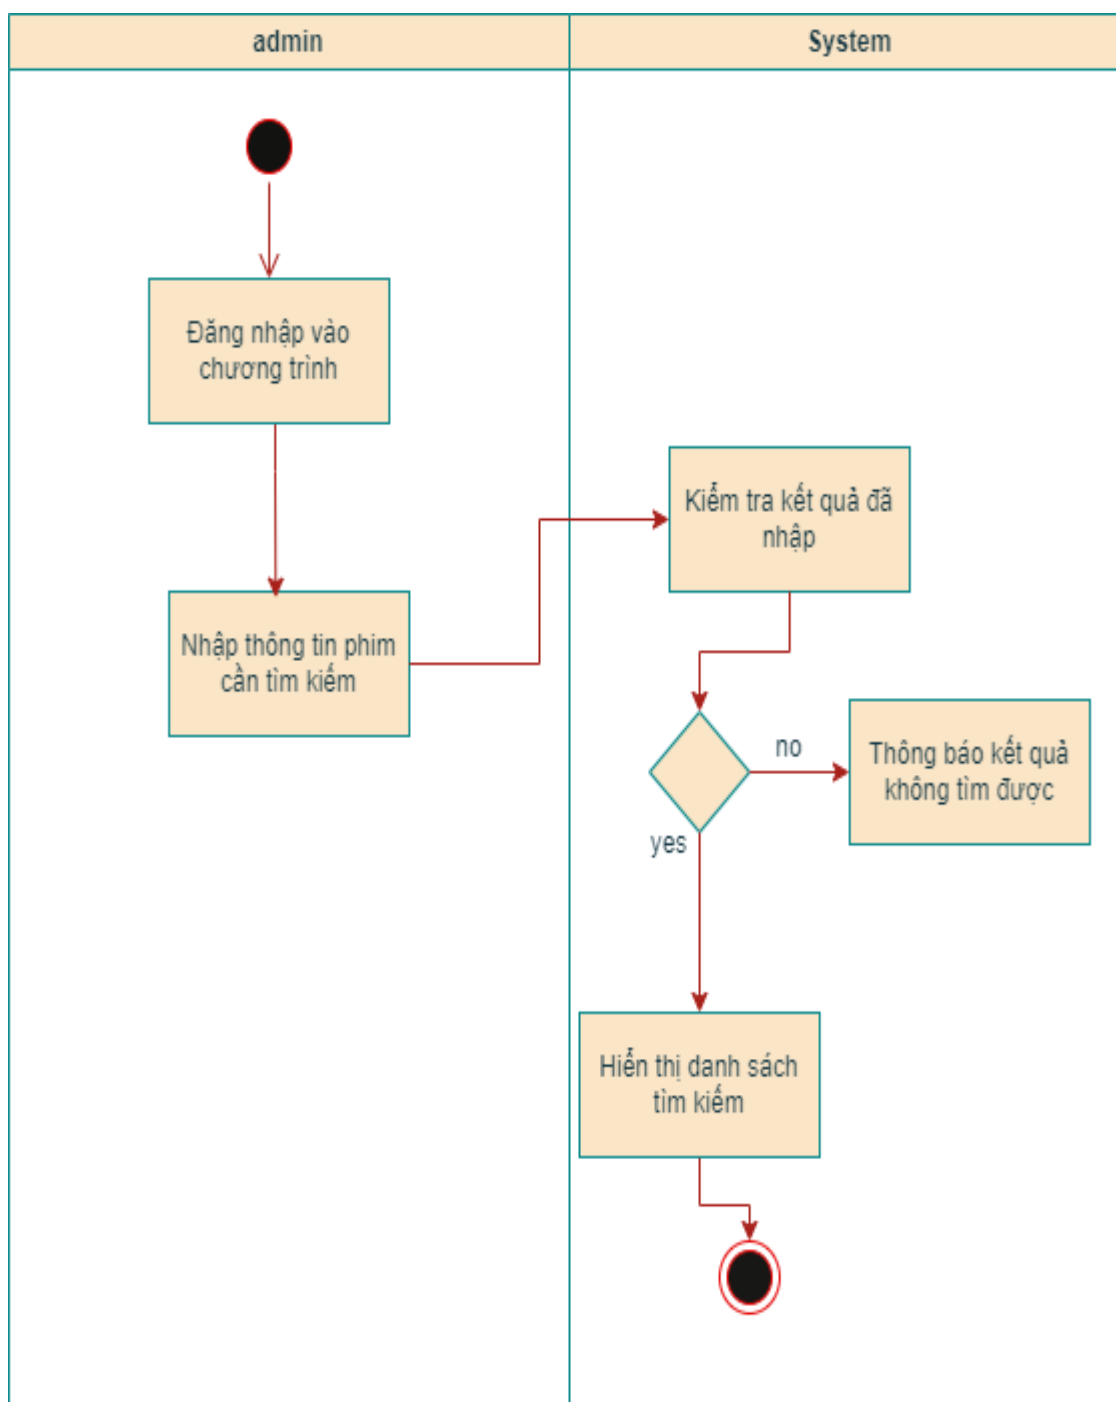 admin
System
Đăng nhập vào
chương trình
Kiểm tra kết quả đã
nhập
Nhập thông tin phim
cần tìm kiếm
no
Thông báo kết quả
không tìm được
yes
Hiển thị danh sách
tìm kiếm